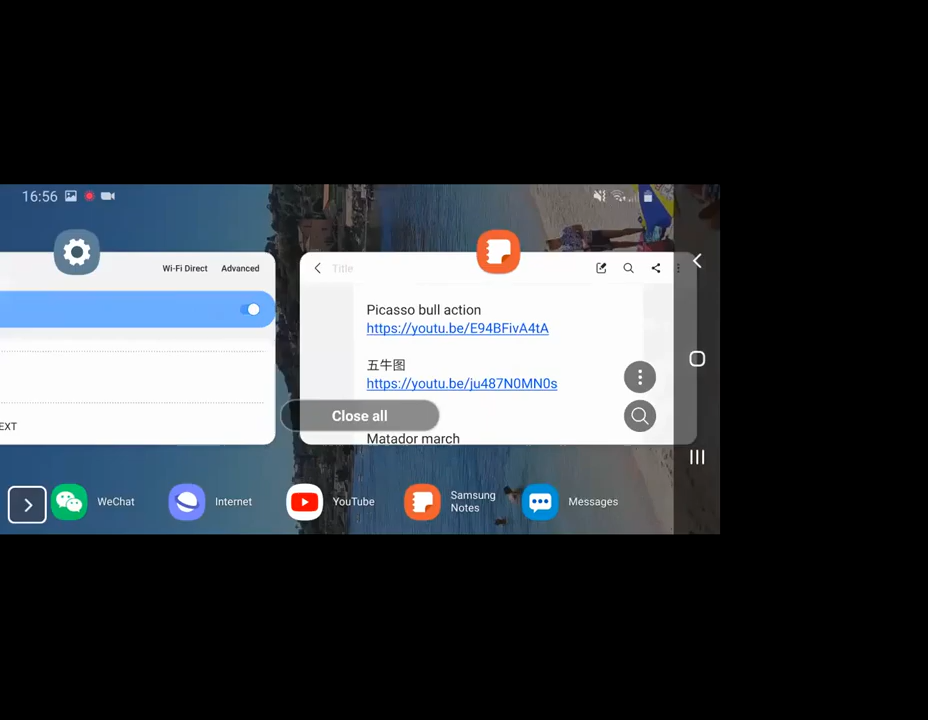 16:56
Wi-Fi Direct Advanced
EXT
Title
Picasso bull action
https://youtu.be/E94BFivA4tA
五牛图
https://youtu.be/ju487N0MN0s
Matador march
Close all
WeChat
Internet
YouTube
Samsung
Notes
Messages